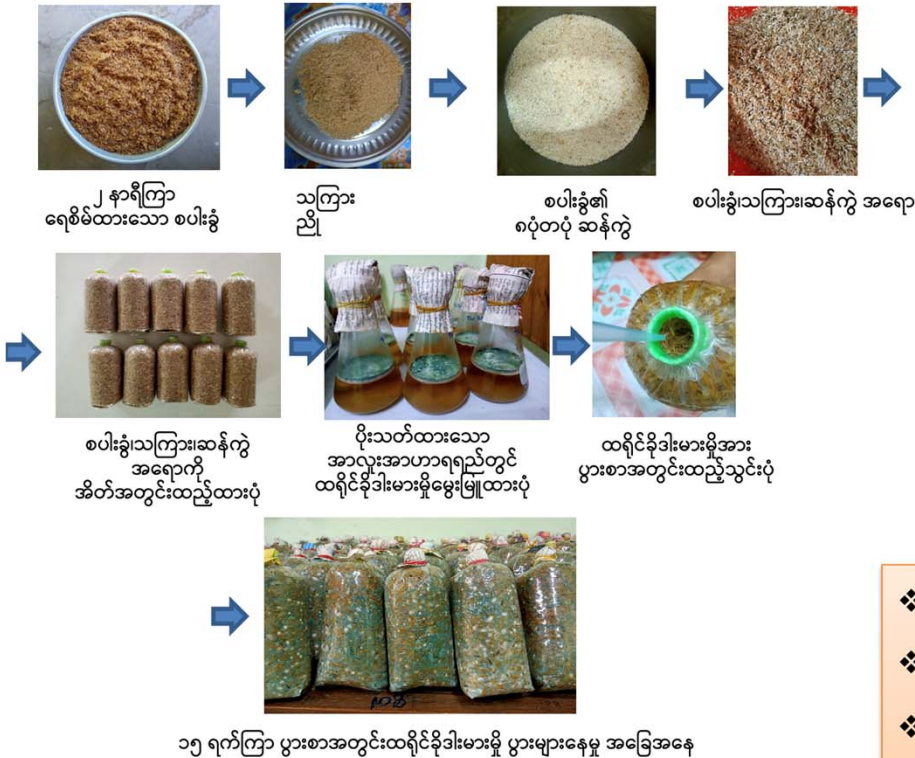 ၂ နာရီကြာ
ရေစိမ်ထားသော စပါးခွံ
သကြား
ညို
စပါးခွံ၏
၈ပုံတပုံ ဆန်ကွဲ
စပါးခွံ၊သကြား၊ဆန်ကွဲ အရော
စပါးခွံ၊သကြား၊ဆန်ကွဲ
အရောကို
အိတ်အတွင်းထည့်ထားပုံ
ပိုးသတ်ထားသော
အာလူးအာဟာရရည်တွင်
ထရိုင်ခိုဒါးမားမှိုမွေးမြူထားပုံ
ထရိုင်ခိုဒါးမားမှိုအား
ပွားစာအတွင်းထည့်သွင်းပုံ
၁၅ ရက်ကြာ ပွားစာအတွင်းထရိုင်ခိုဒါးမားမှို ပွားများနေမှု အခြေအနေ